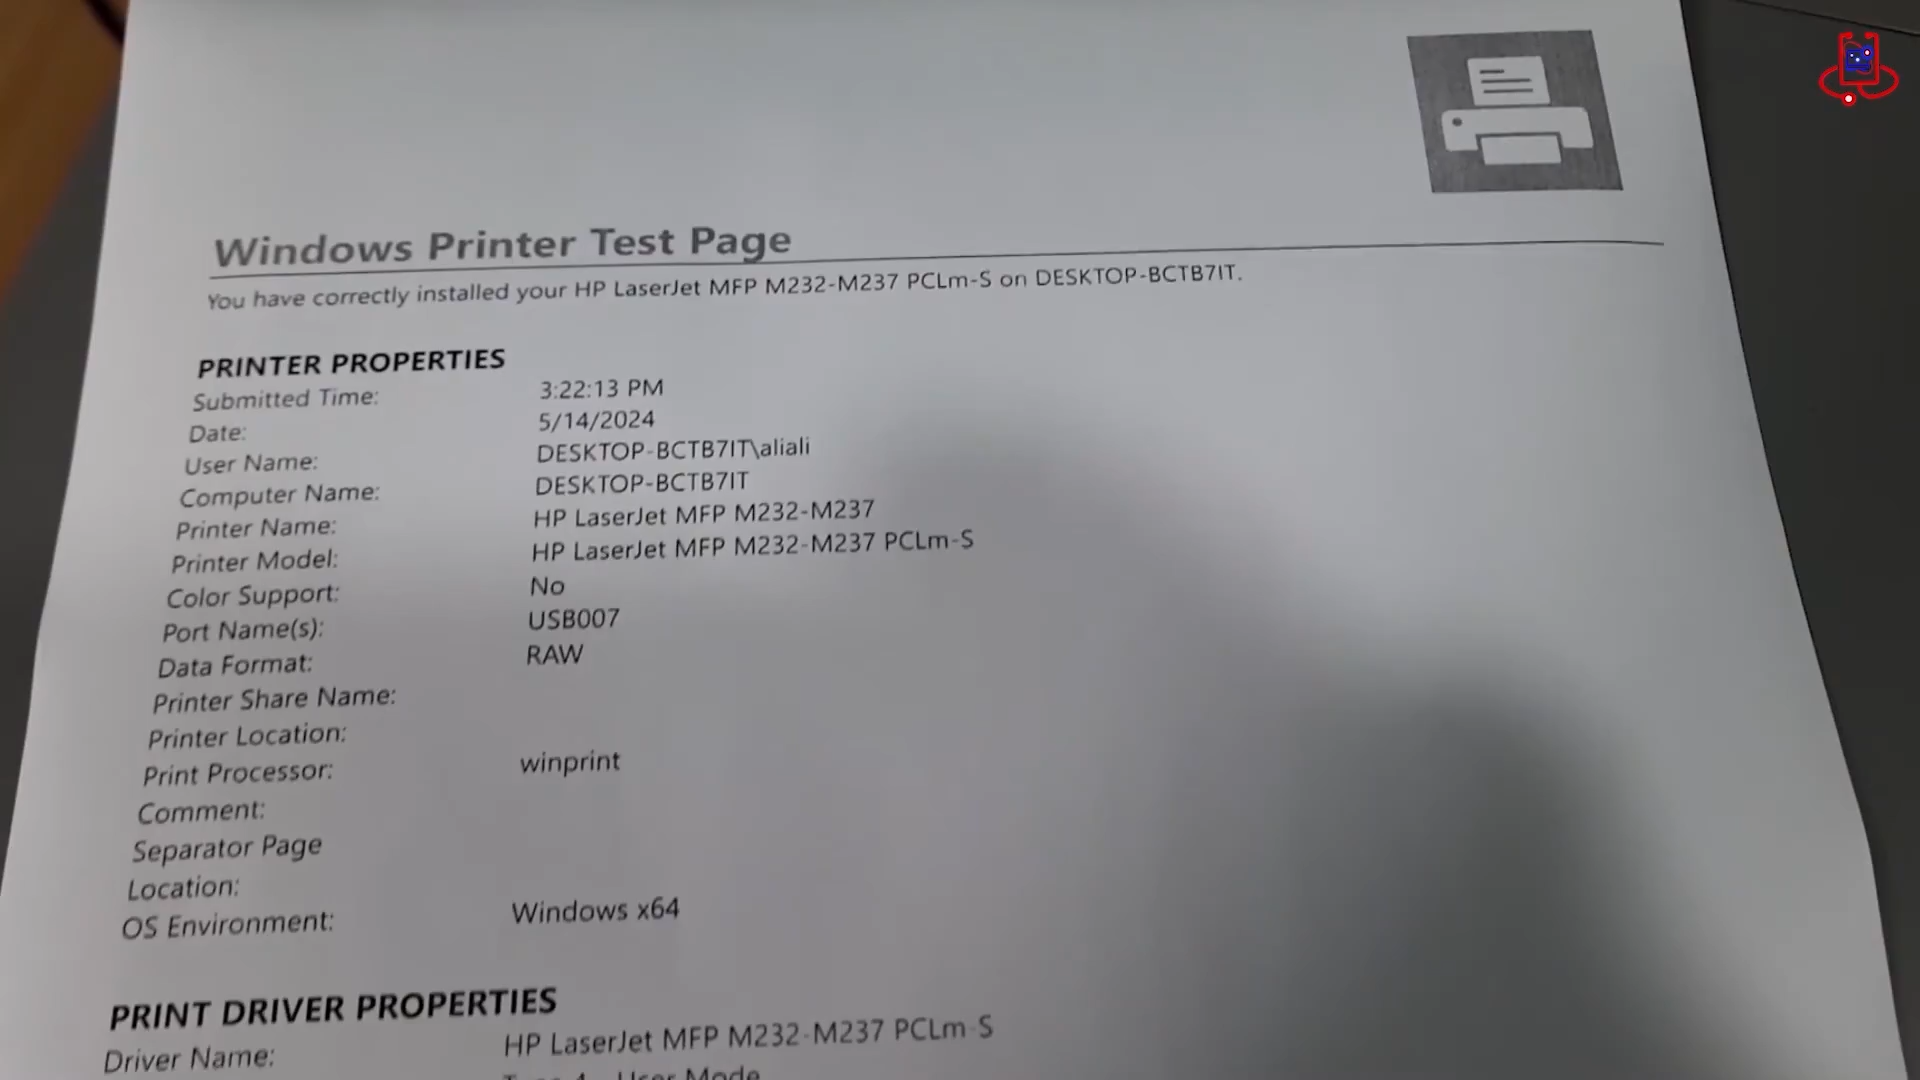 Windows Printer Test Page
You have correctly installed your HP LaserJet MFP M232-M237 PCLm-S on DESKTOP-BCTB7IT.
PRINTER PROPERTIES
Submitted Time: 3:22:13 PM
Date: 5/14/2024
User Name: DESKTOP-BCTB7IT\aliali
Computer Name: DESKTOP-BCTB7IT
Printer Name: HP LaserJet MFP M232-M237
Printer Model: HP LaserJet MFP M232-M237 PCLm-S
Color Support: No
Port Name(s): USB007
Data Format: RAW
Printer Share Name:
Printer Location:
Print Processor: winprint
Comment:
Separator Page
Location:
OS Environment: Windows x64
PRINT DRIVER PROPERTIES
Driver Name: HP LaserJet MFP M232-M237 PCLm-S
Type 4 - User Mode